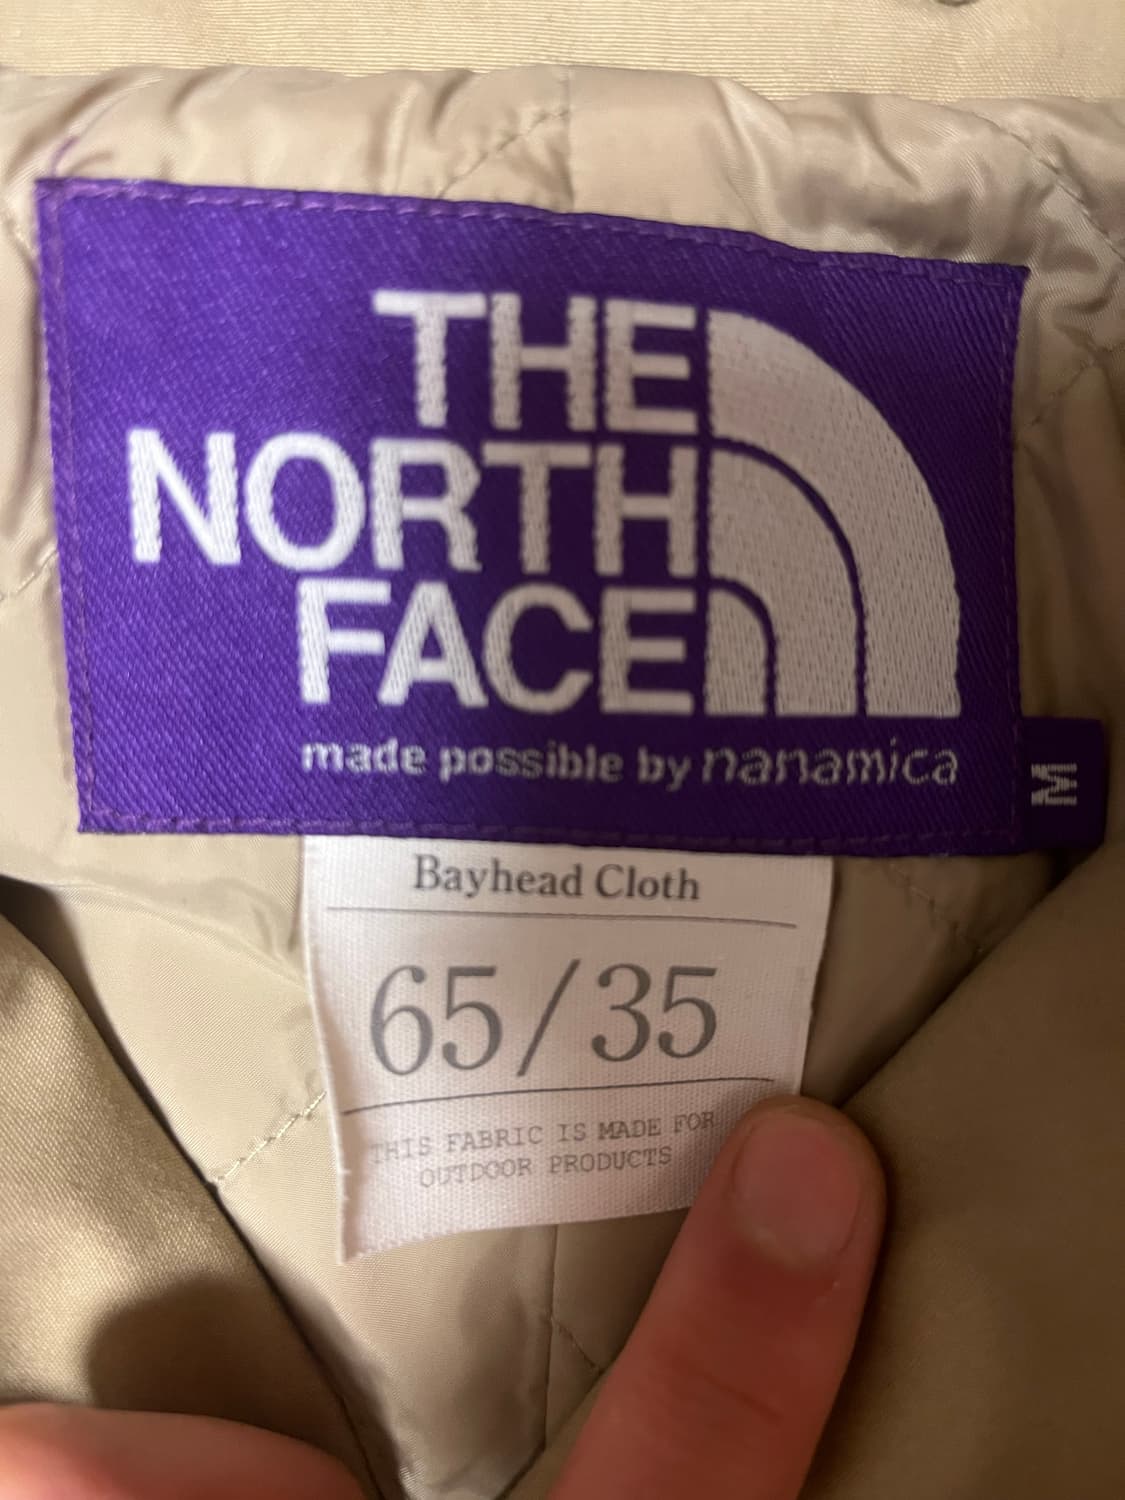 THE
NORTH
FACE
made possible by nanamica
M
Bayhead Cloth
65/35
THIS FABRIC IS MADE FOR
OUTDOOR PRODUCTS